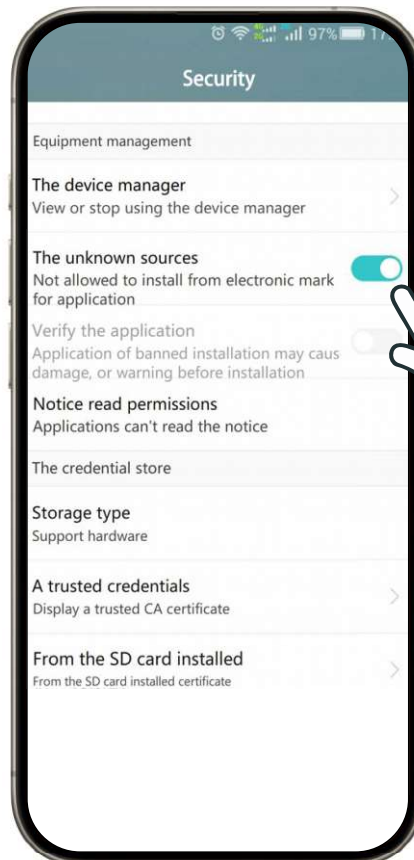 97% 17
Security
Equipment management
The device manager
View or stop using the device manager
The unknown sources
Not allowed to install from electronic mark
for application
Verify the application
Application of banned installation may caus
damage, or warning before installation
Notice read permissions
Applications can't read the notice
The credential store
Storage type
Support hardware
A trusted credentials
Display a trusted CA certificate
From the SD card installed
From the SD card installed certificate